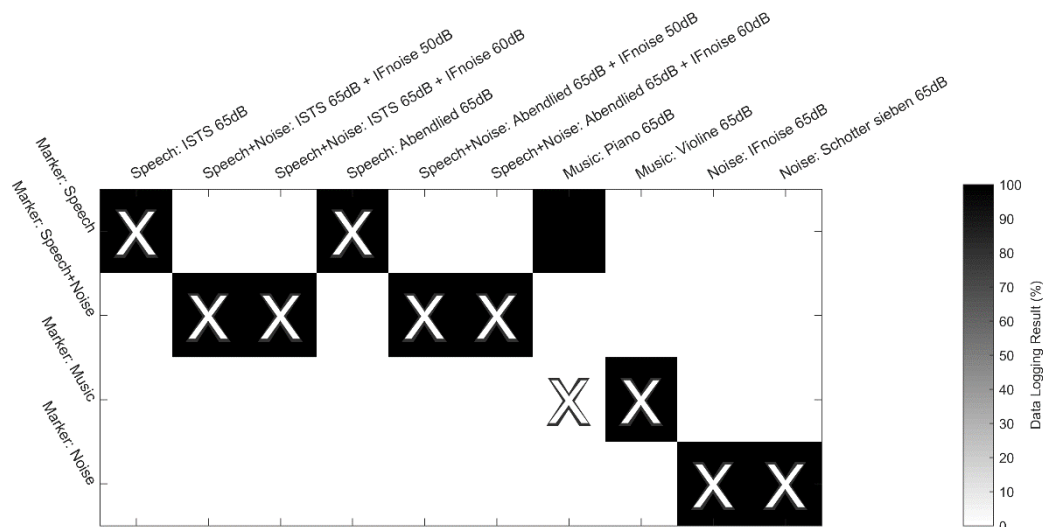 Speech: ISTS 65dB
Speech+Noise: ISTS 65dB + IFnoise 50dB
Speech+Noise: ISTS 65dB + IFnoise 60dB
Speech: Abendlied 65dB
Speech+Noise: Abendlied 65dB + IFnoise 50dB
Speech+Noise: Abendlied 65dB + IFnoise 60dB
Music: Piano 65dB
Music: Violine 65dB
Noise: IFnoise 65dB
Noise: Schotter sieben 65dB
Marker: Speech
Marker: Speech+Noise
Marker: Music
Marker: Noise
X X
X X X X
X X
X X
100
90
80
70
60
50
40
30
20
10
0
Data Logging Result (%)